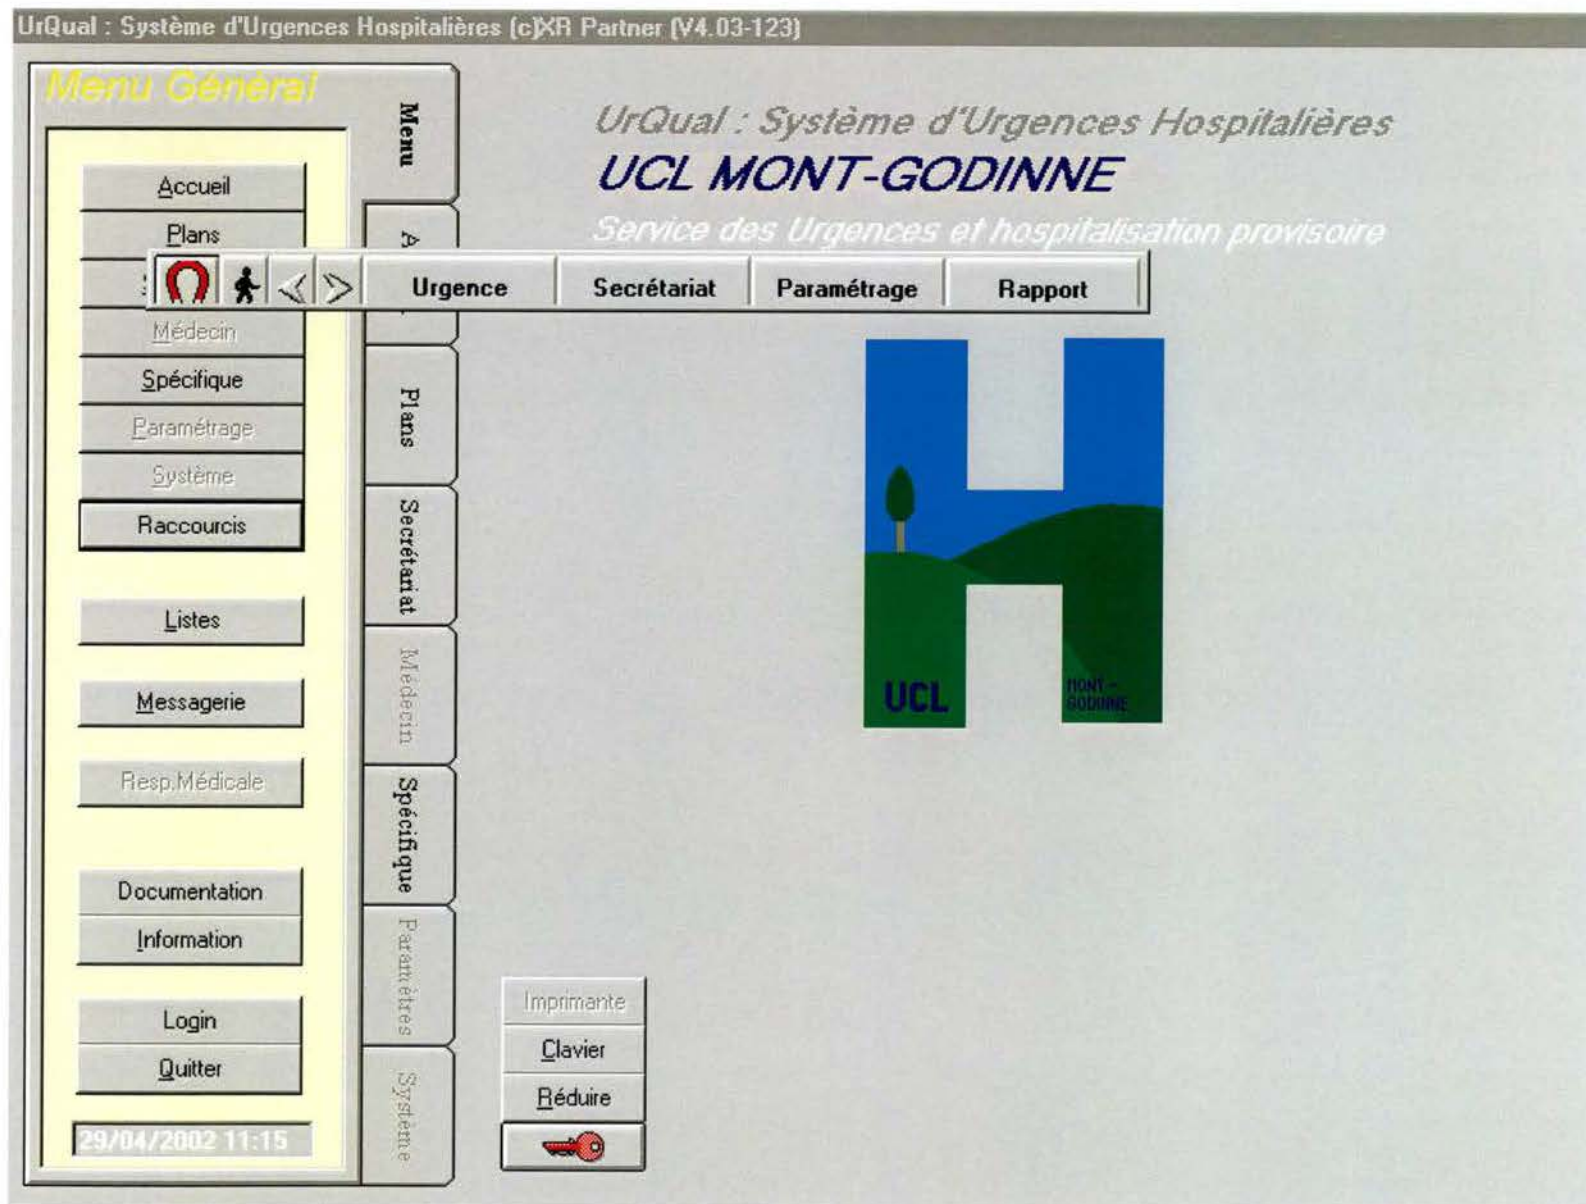 UrQual : Système d'Urgences Hospitalières (c)XR Partner (V4.03-123)
Menu Général
Accueil
Plans
Médecin
Spécifique
Paramétrage
Système
Raccourcis
Listes
Messagerie
Resp.Médicale
Documentation
Information
Login
Quitter
29/04/2002 11:15
Menu
A
Plans
Secrétariat
Médecin
Spécifique
Paramètres
Système
Urgence
Secrétariat
Paramétrage
Rapport
UrQual : Système d'Urgences Hospitalières
UCL MONT-GODINNE
Service des Urgences et hospitalisation provisoire
UCL
MONT-
GODINNE
Imprimante
Clavier
Réduire